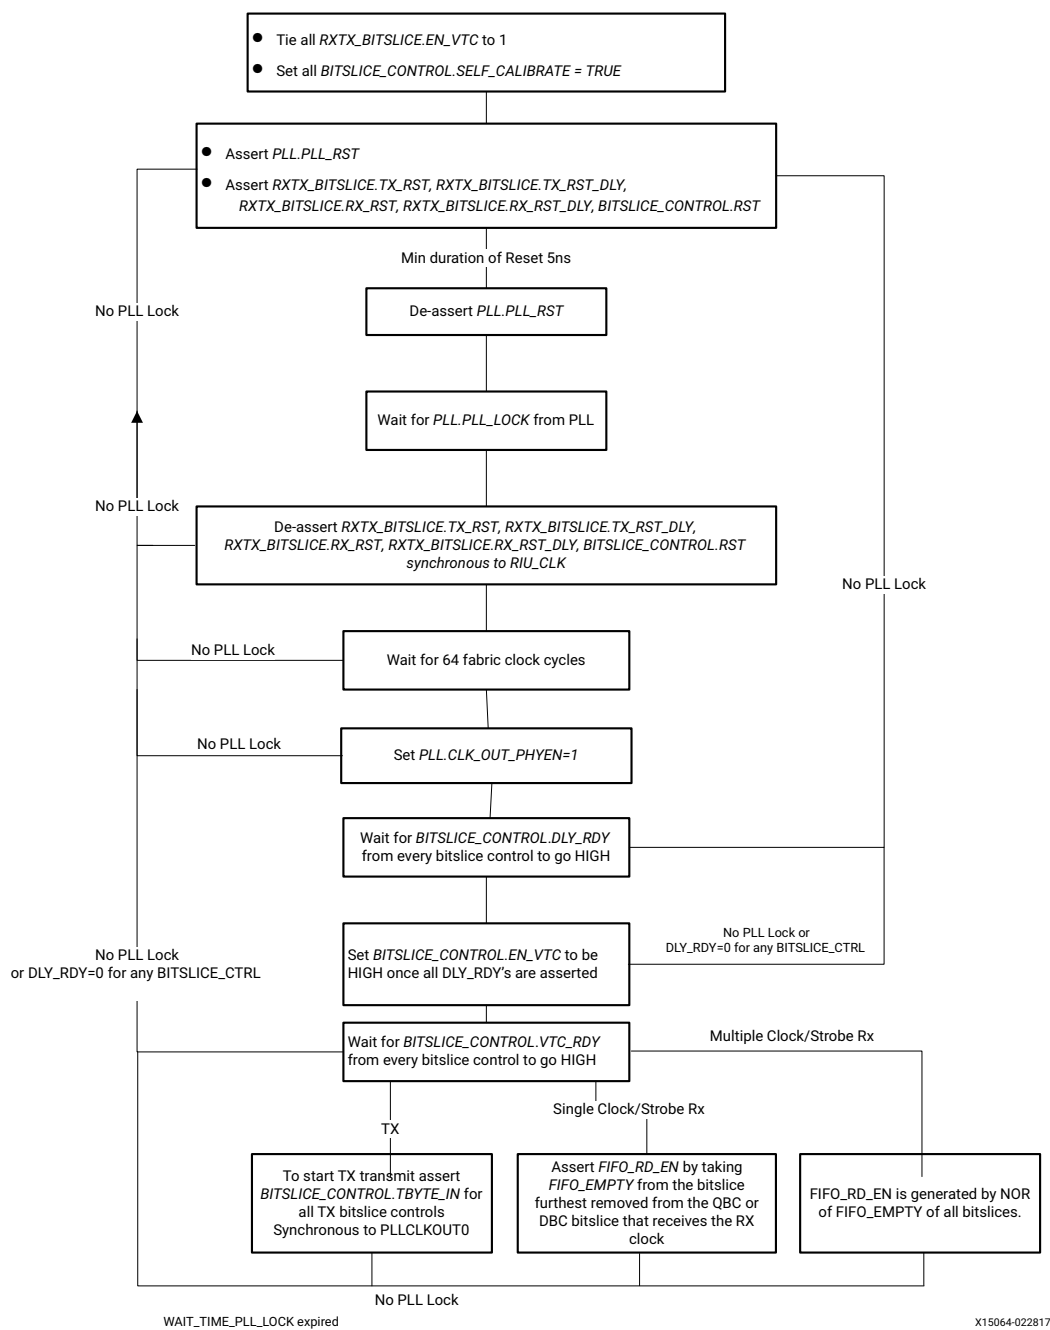 • Tie all RXTX_BITSLICE.EN_VTC to 1
• Set all BITSLICE_CONTROL.SELF_CALIBRATE = TRUE
• Assert PLL.PLL_RST
• Assert RXTX_BITSLICE.TX_RST, RXTX_BITSLICE.TX_RST_DLY,
RXTX_BITSLICE.RX_RST, RXTX_BITSLICE.RX_RST_DLY, BITSLICE_CONTROL.RST
Min duration of Reset 5ns
No PLL Lock
De-assert PLL.PLL_RST
Wait for PLL.PLL_LOCK from PLL
No PLL Lock
De-assert RXTX_BITSLICE.TX_RST, RXTX_BITSLICE.TX_RST_DLY,
RXTX_BITSLICE.RX_RST, RXTX_BITSLICE.RX_RST_DLY, BITSLICE_CONTROL.RST
synchronous to RIU_CLK
No PLL Lock
No PLL Lock
Wait for 64 fabric clock cycles
No PLL Lock
Set PLL.CLK_OUT_PHYEN=1
Wait for BITSLICE_CONTROL.DLY_RDY
from every bitslice control to go HIGH
No PLL Lock or
DLY_RDY=0 for any BITSLICE_CTRL
Set BITSLICE_CONTROL.EN_VTC to be
HIGH once all DLY_RDY's are asserted
No PLL Lock
or DLY_RDY=0 for any BITSLICE_CTRL
Wait for BITSLICE_CONTROL.VTC_RDY
from every bitslice control to go HIGH
Multiple Clock/Strobe Rx
Single Clock/Strobe Rx
TX
To start TX transmit assert
BITSLICE_CONTROL.TBYTE_IN for
all TX bitslice controls
Synchronous to PLLCLKOUT0
Assert FIFO_RD_EN by taking
FIFO_EMPTY from the bitslice
furthest removed from the QBC or
DBC bitslice that receives the RX
clock
FIFO_RD_EN is generated by NOR
of FIFO_EMPTY of all bitslices.
No PLL Lock
WAIT_TIME_PLL_LOCK expired
X15064-022817